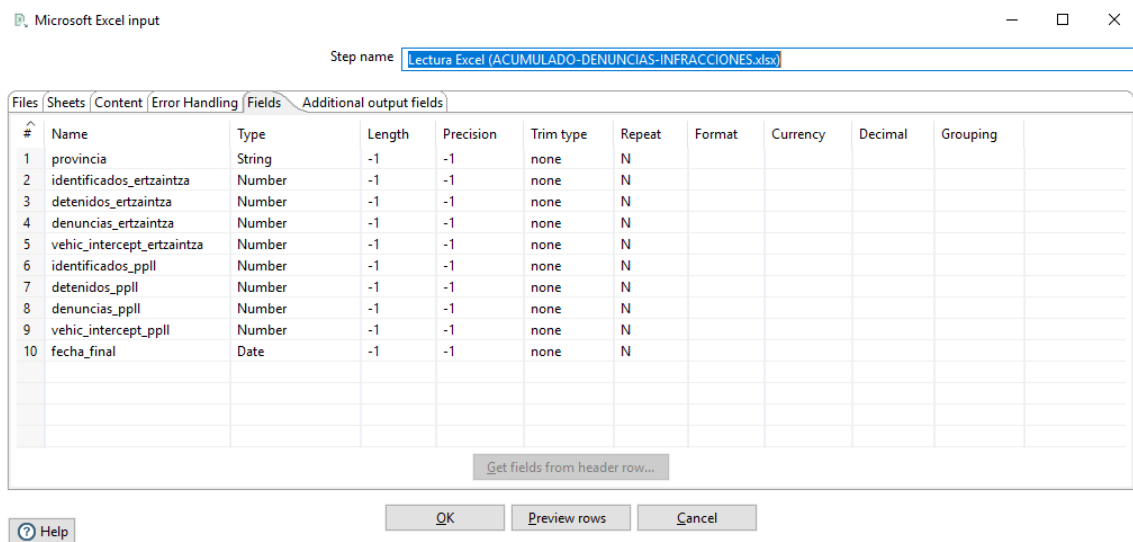 Microsoft Excel input
Step name Lectura Excel (ACUMULADO-DENUNCIAS-INFRACCIONES.xlsx)
Files Sheets Content Error Handling Fields Additional output fields
# Name Type Length Precision Trim type Repeat Format Currency Decimal Grouping
1 provincia String -1 -1 none N
2 identificados_ertzaintza Number -1 -1 none N
3 detenidos_ertzaintza Number -1 -1 none N
4 denuncias_ertzaintza Number -1 -1 none N
5 vehic_intercept_ertzaintza Number -1 -1 none N
6 identificados_ppll Number -1 -1 none N
7 detenidos_ppll Number -1 -1 none N
8 denuncias_ppll Number -1 -1 none N
9 vehic_intercept_ppll Number -1 -1 none N
10 fecha_final Date -1 -1 none N
Get fields from header row...
OK Preview rows Cancel
Help